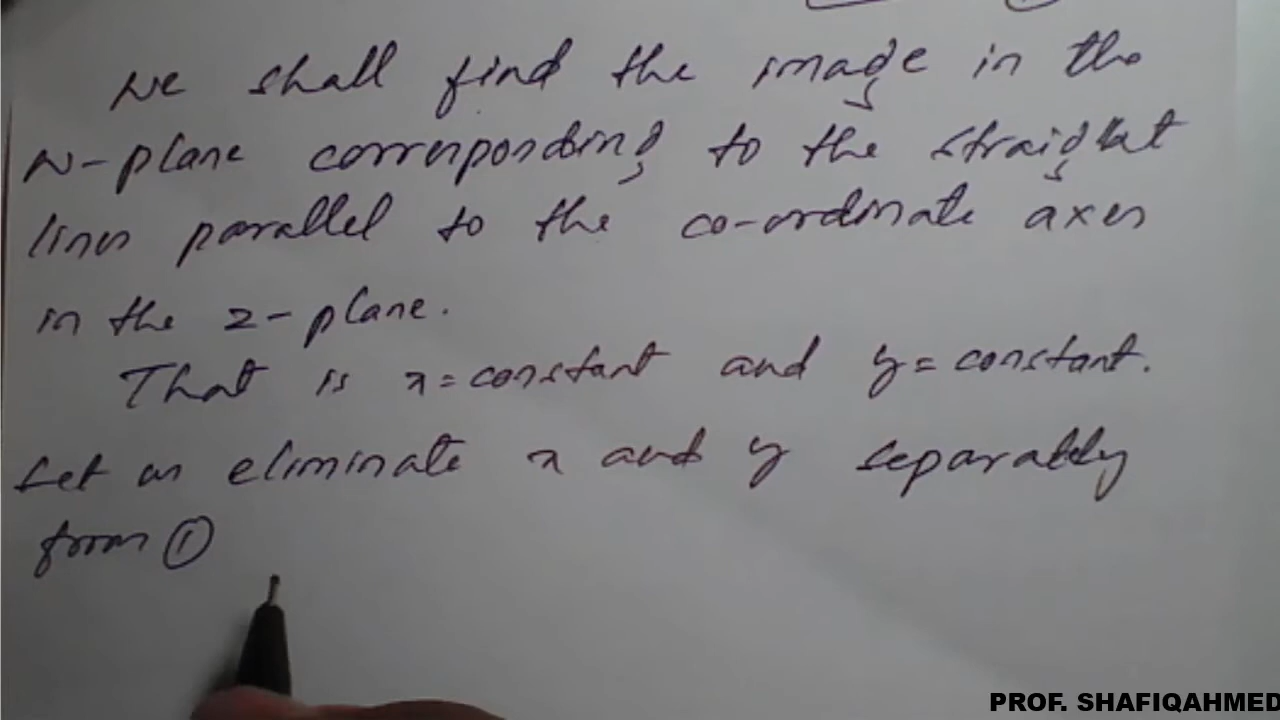 We shall find the image in the
W-plane corresponding to the straight
lines parallel to the co-ordinate axes
in the z-plane.
That is x=constant and y=constant.
Let us eliminate x and y separately
from ①
PROF. SHAFIQAHMED